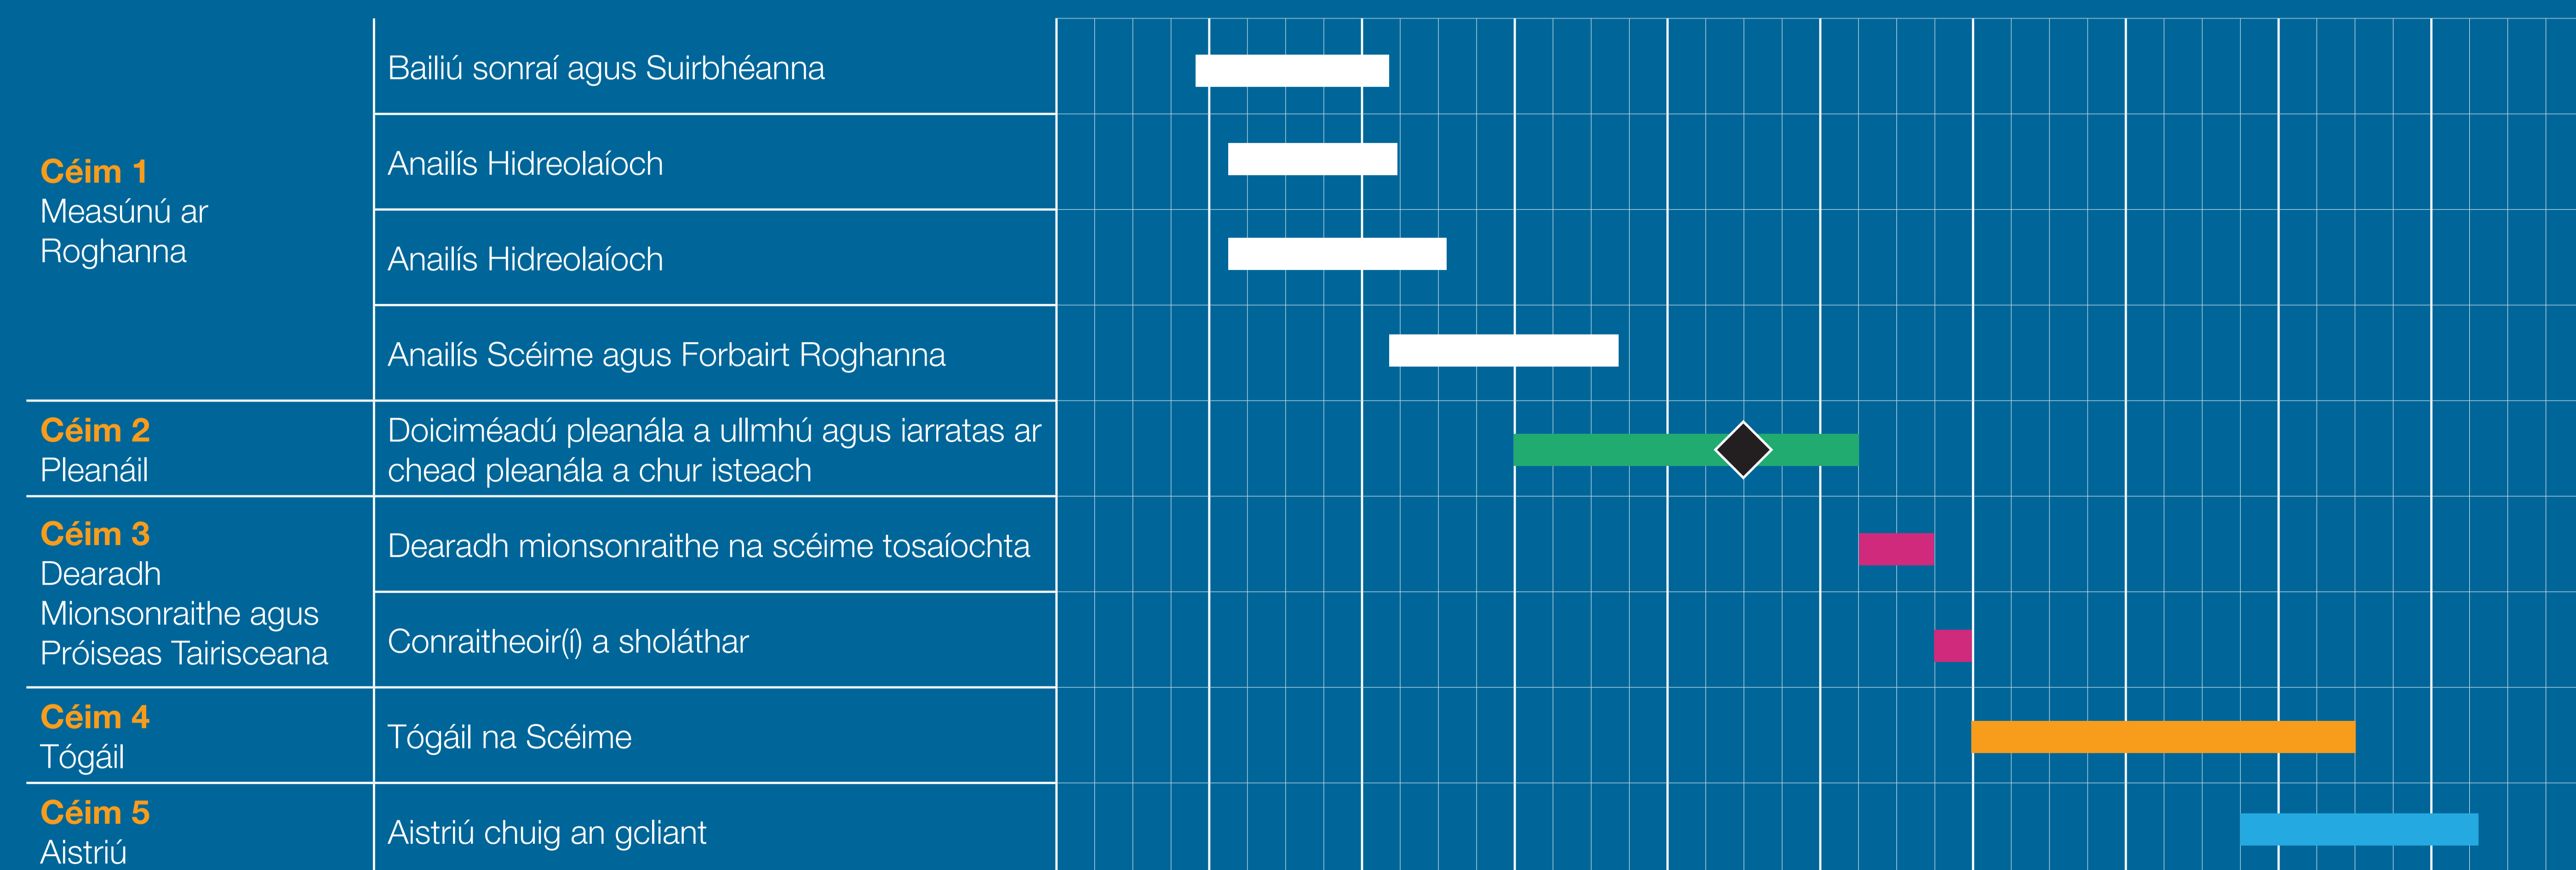 Céim 1
Measúnú ar
Roghanna
Bailiú sonraí agus Suirbhéanna
Anailís Hidreolaíoch
Anailís Hidreolaíoch
Anailís Scéime agus Forbairt Roghanna
Céim 2
Pleanáil
Doiciméadú pleanála a ullmhú agus iarratas ar
chead pleanála a chur isteach
Céim 3
Dearadh
Mionsonraithe agus
Próiseas Tairisceana
Dearadh mionsonraithe na scéime tosaíochta
Conraitheoir(í) a sholáthar
Céim 4
Tógáil
Tógáil na Scéime
Céim 5
Aistriú
Aistriú chuig an gcliant